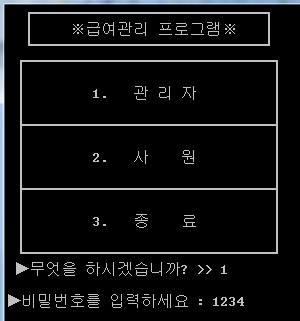 ※급여관리 프로그램※
1. 관 리 자
2. 사 원
3. 종 료
▶무엇을 하시겠습니까? >> 1
▶비밀번호를 입력하세요 : 1234